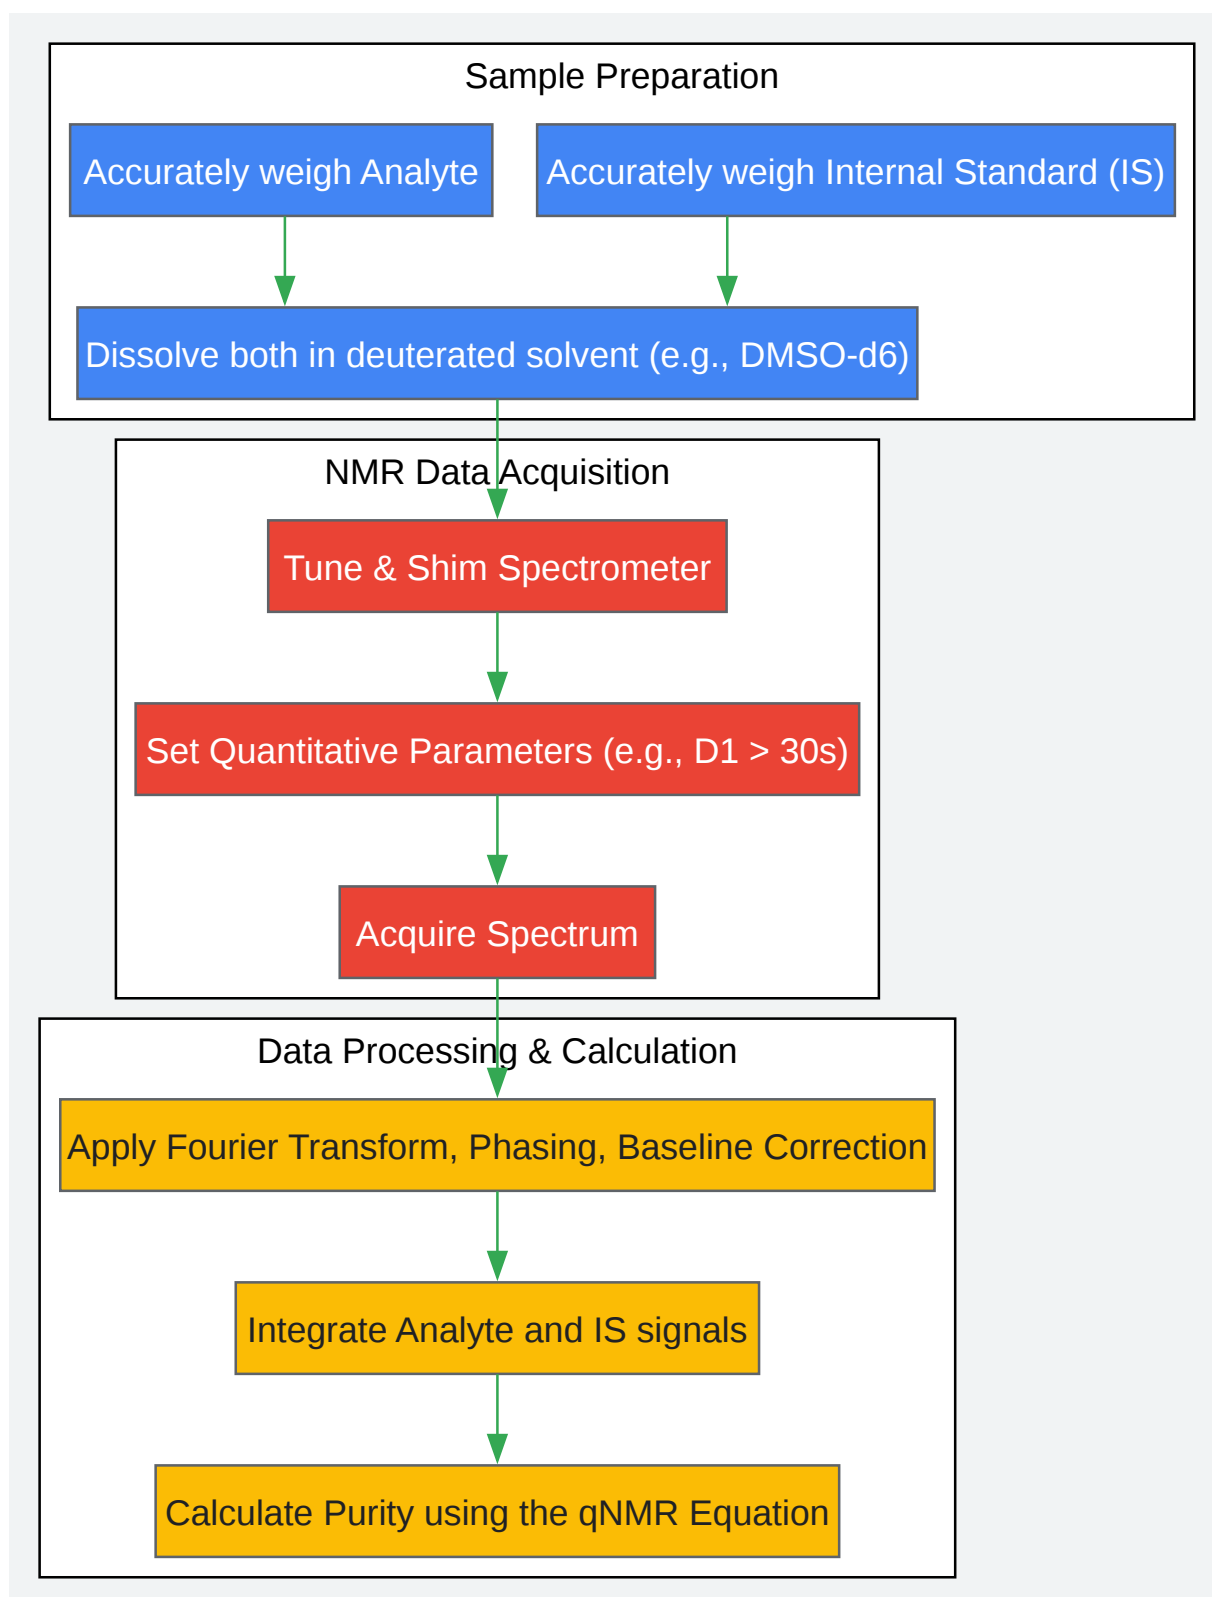 Sample Preparation
Accurately weigh Analyte
Accurately weigh Internal Standard (IS)
Dissolve both in deuterated solvent (e.g., DMSO-d6)
NMR Data Acquisition
Tune & Shim Spectrometer
Set Quantitative Parameters (e.g., D1 > 30s)
Acquire Spectrum
Data Processing & Calculation
Apply Fourier Transform, Phasing, Baseline Correction
Integrate Analyte and IS signals
Calculate Purity using the qNMR Equation